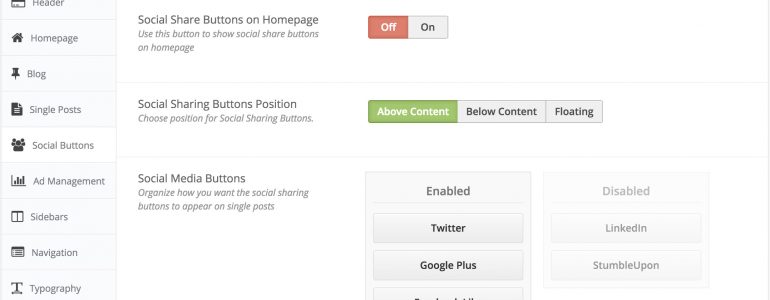 Header
Homepage
Blog
Single Posts
Social Buttons
Ad Management
Sidebars
Navigation
Typography
Social Share Buttons on Homepage
Use this button to show social share buttons
on homepage
Off On
Social Sharing Buttons Position
Choose position for Social Sharing Buttons.
Above Content Below Content Floating
Social Media Buttons
Organize how you want the social sharing
buttons to appear on single posts
Enabled
Twitter
Google Plus
Disabled
LinkedIn
StumbleUpon